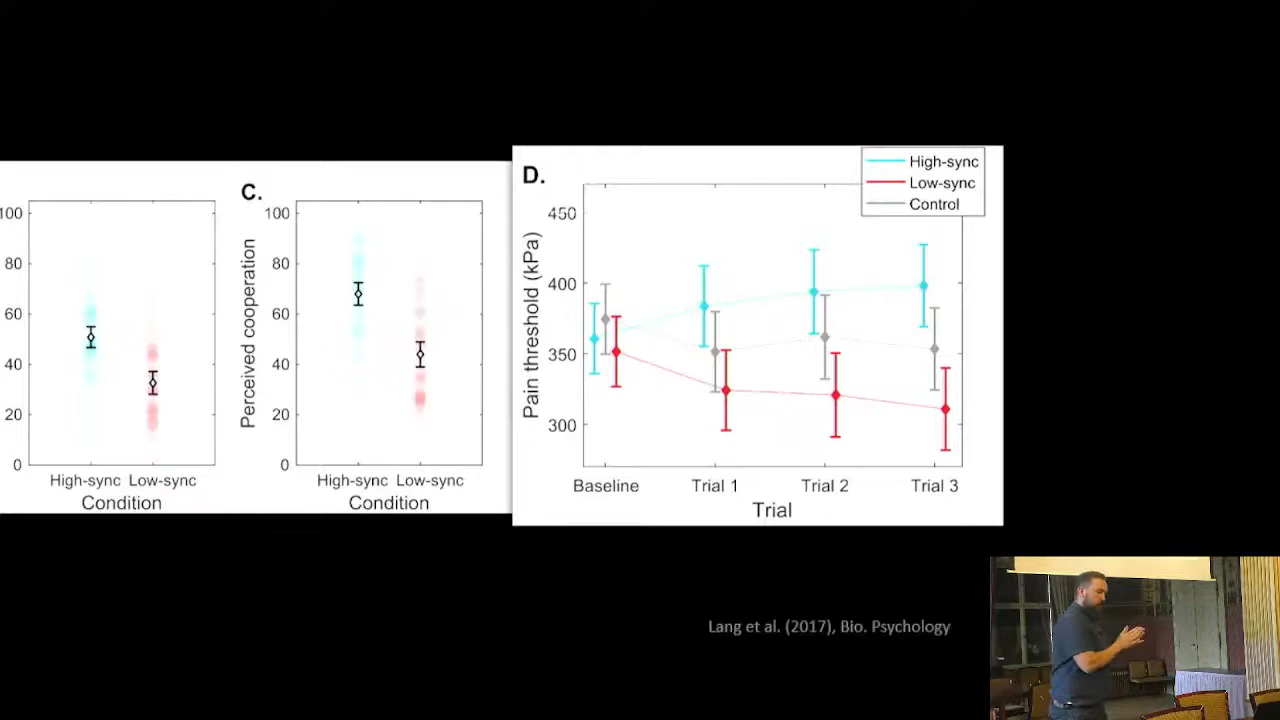 100
80
60
40
20
0
High-sync Low-sync
Condition
C.
Perceived cooperation
100
80
60
40
20
0
High-sync Low-sync
Condition
D.
High-sync
Low-sync
Control
Pain threshold (kPa)
450
400
350
300
Baseline Trial 1 Trial 2 Trial 3
Trial
Lang et al. (2017), Bio. Psychology